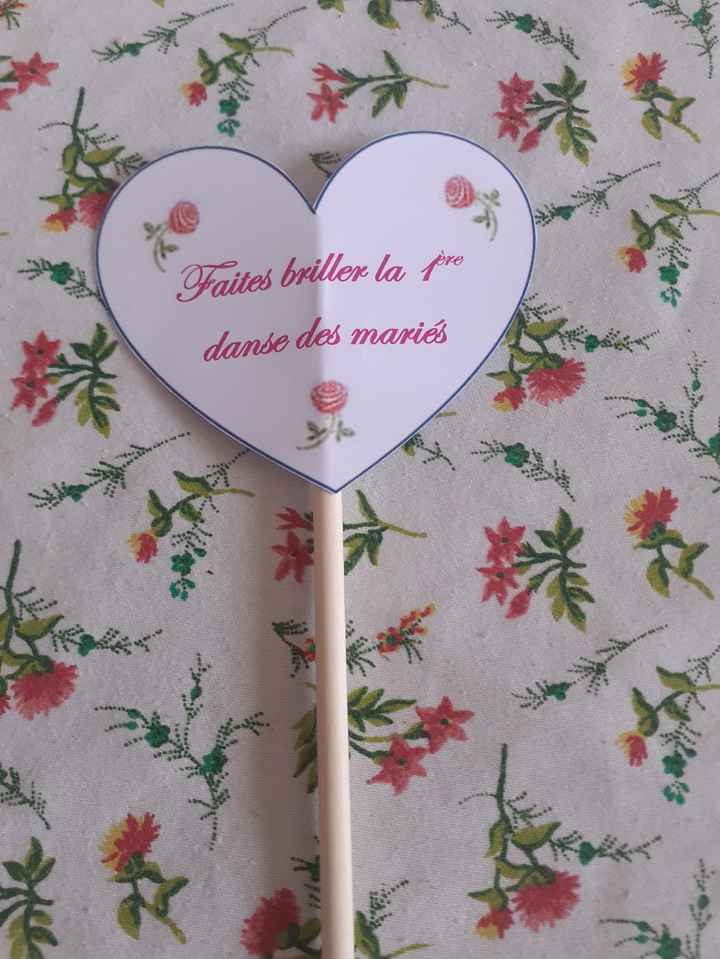 Faites briller la 1ère
danse des mariés